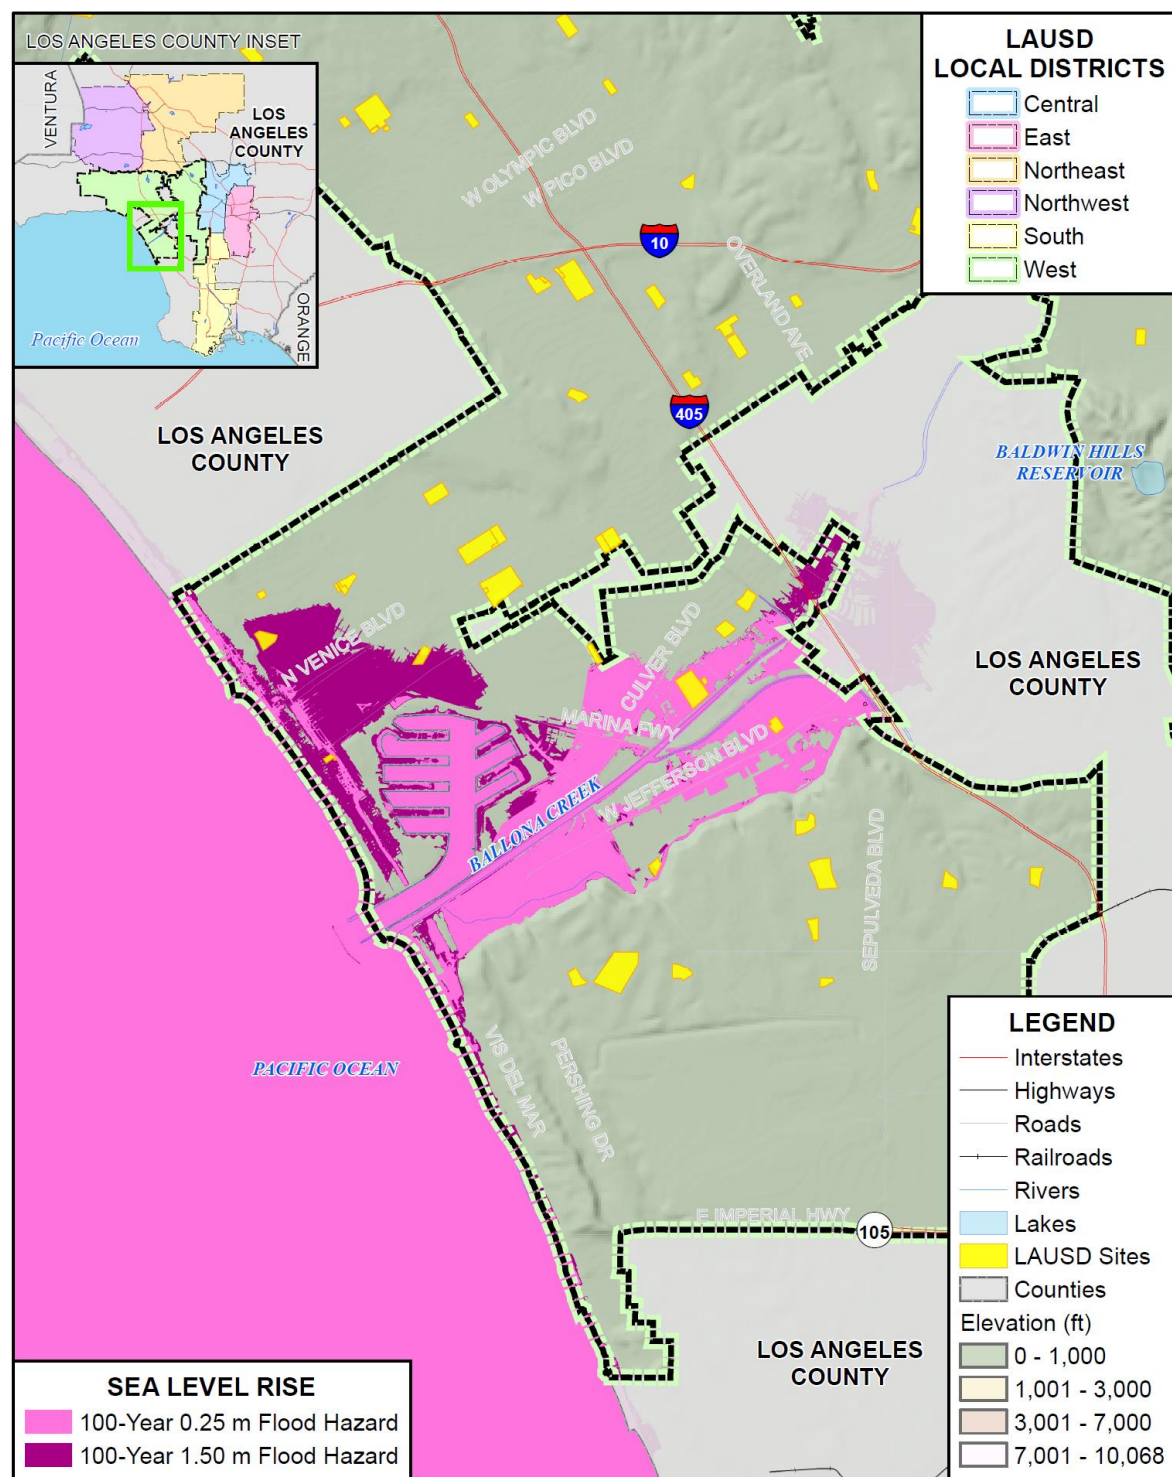 LOS ANGELES COUNTY INSET
VENTURA
LOS
ANGELES
COUNTY
Pacific Ocean
ORANGE
LAUSD
LOCAL DISTRICTS
Central
East
Northeast
Northwest
South
West
W OLYMPIC BLVD
W PICO BLVD
10
OVERLAND AVE
405
LOS ANGELES
COUNTY
BALDWIN HILLS
RESERVOIR
N VENICE BLVD
CULVER BLVD
MARINA FWY
W JEFFERSON BLVD
BALLONA CREEK
LOS ANGELES
COUNTY
SEPULVEDA BLVD
PACIFIC OCEAN
VIS DEL MAR
PERSHING DR
E IMPERIAL HWY
105
LOS ANGELES
COUNTY
LEGEND
Interstates
Highways
Roads
Railroads
Rivers
Lakes
LAUSD Sites
Counties
Elevation (ft)
0 - 1,000
1,001 - 3,000
3,001 - 7,000
7,001 - 10,068
SEA LEVEL RISE
100-Year 0.25 m Flood Hazard
100-Year 1.50 m Flood Hazard